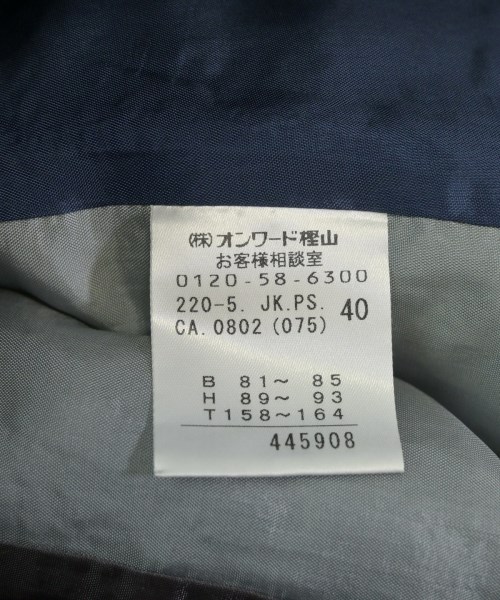 (株)オンワード樫山
お客様相談室
0120-58-6300
220-5. JK.PS. 40
CA.0802(075)
B 81~ 85
H 89~ 93
T158~164
445908